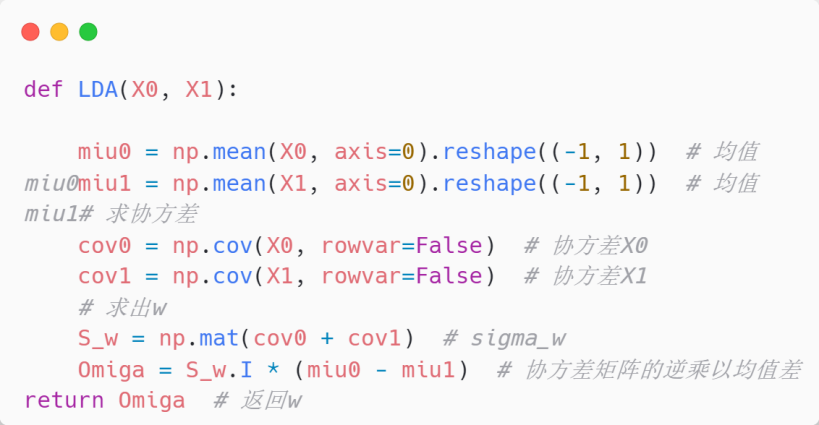 def LDA(X0, X1):
    miu0 = np.mean(X0, axis=0).reshape((-1, 1))  # 均值
miu0miu1 = np.mean(X1, axis=0).reshape((-1, 1))  # 均值
miu1# 求协方差
    cov0 = np.cov(X0, rowvar=False)  # 协方差X0
    cov1 = np.cov(X1, rowvar=False)  # 协方差X1
    # 求出w
    S_w = np.mat(cov0 + cov1)  # sigma_w
    Omiga = S_w.I * (miu0 - miu1)  # 协方差矩阵的逆乘以均值差
return Omiga  # 返回w